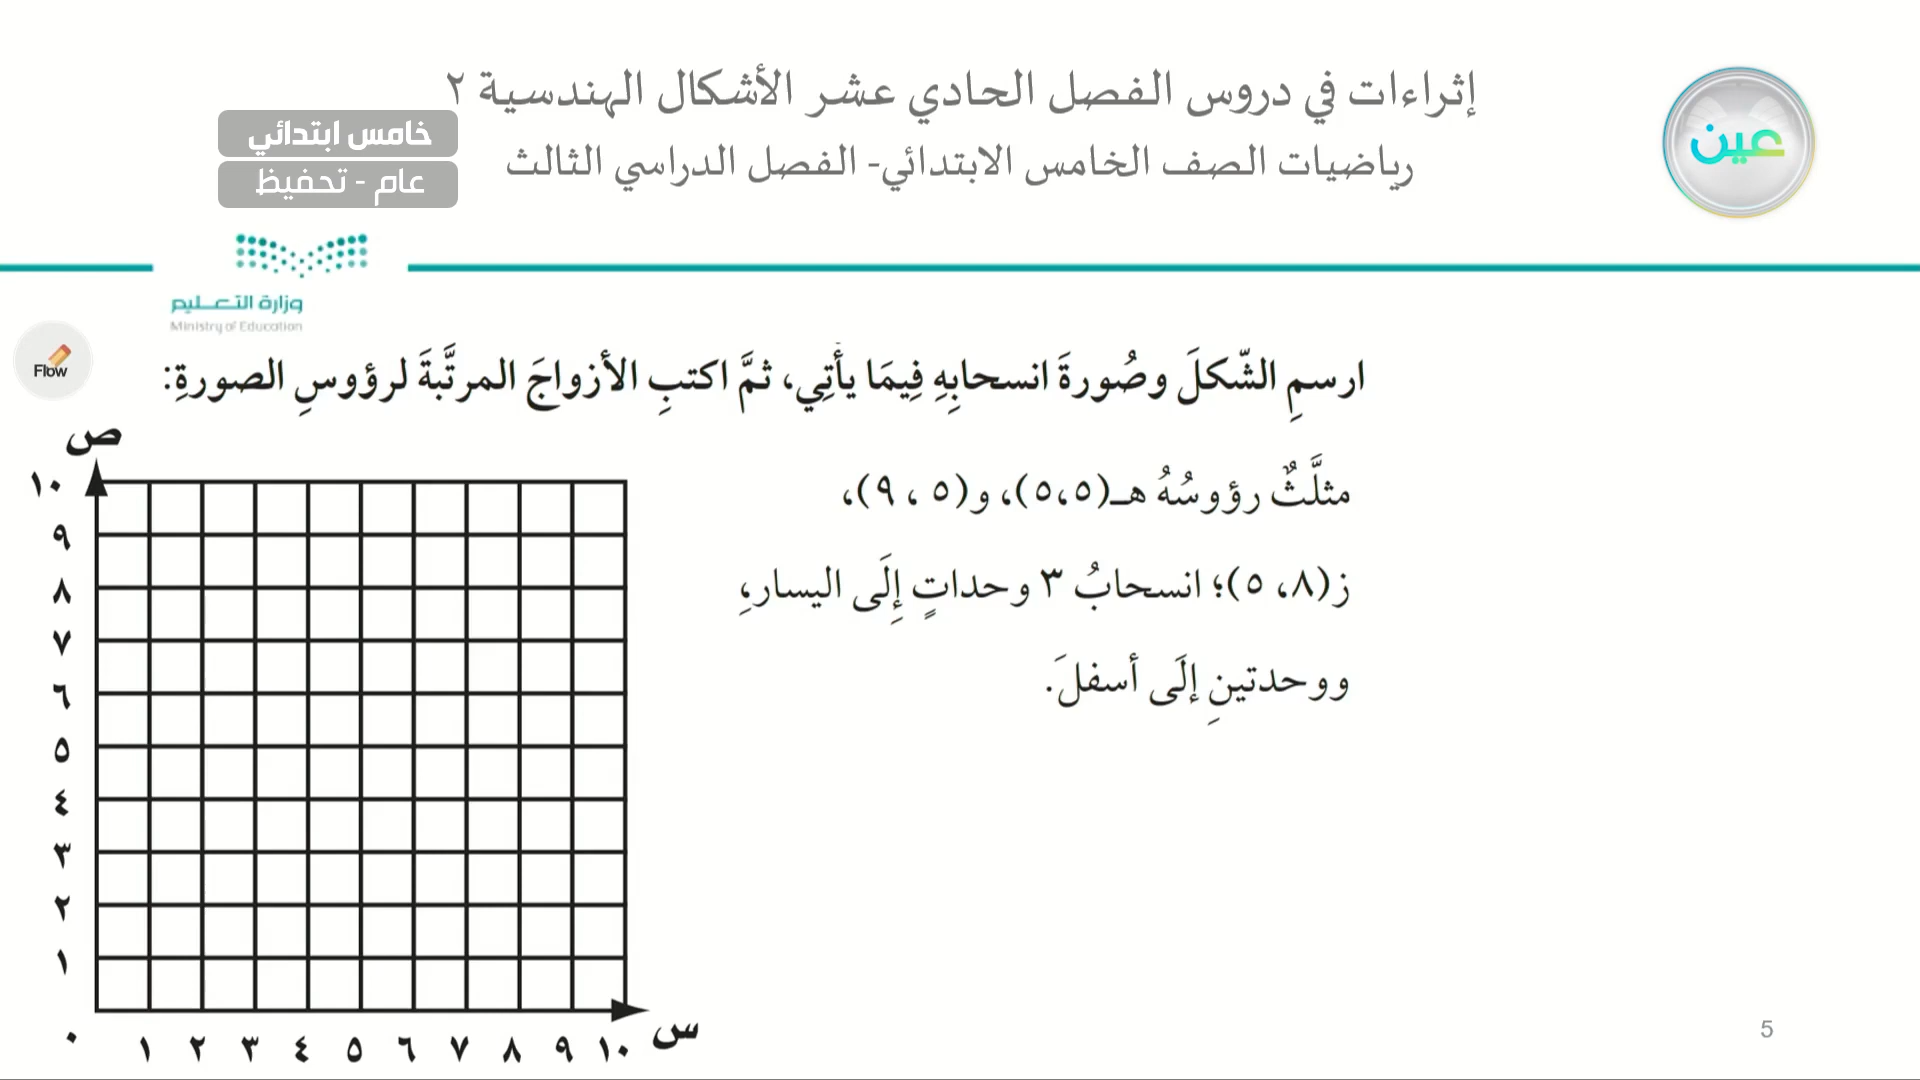 إثراءات في دروس الفصل الحادي عشر الأشكال الهندسية ٢
رياضيات الصف الخامس الابتدائي- الفصل الدراسي الثالث
خامس ابتدائي
عام - تحفيظ
عين
وزارة التعليم
Ministry of Education
Flow
ارسمِ الشّكلَ وصُورةَ انسحابِهِ فِيمَا يأْتِي، ثمَّ اكتبِ الأزواجَ المرتَّبةَ لرؤوسِ الصورةِ:
مثلَّثٌ رؤوسُهُ هـ(٥،٥)، و(٥ ، ٩)،
ز(٨، ٥)؛ انسحابُ ٣ وحداتٍ إِلَى اليسارِ،
ووحدتينِ إلَى أسفلَ.
ص
١٠
٩
٨
٧
٦
٥
٤
٣
٢
١
٠ ١ ٢ ٣ ٤ ٥ ٦ ٧ ٨ ٩ ١٠ س
5